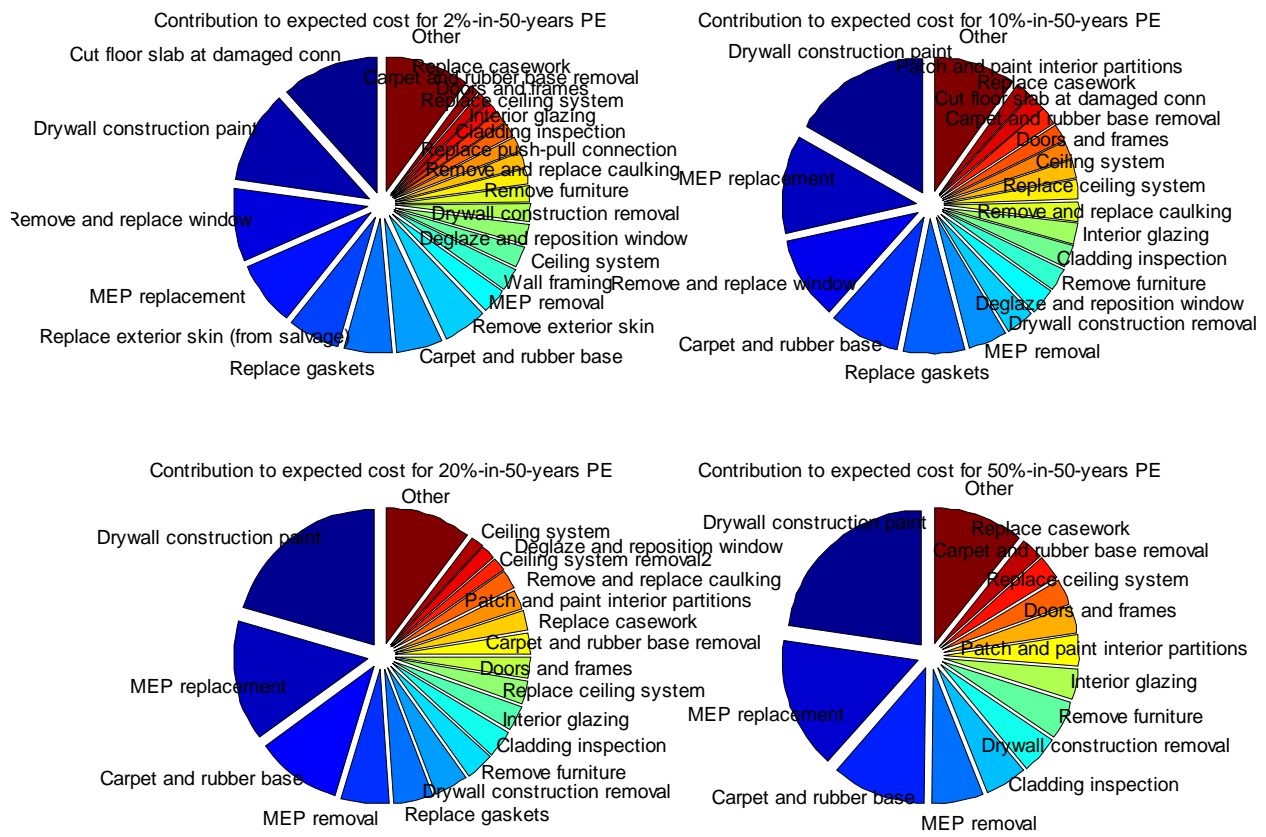 Contribution to expected cost for 2%-in-50-years PE
Other
Cut floor slab at damaged conn
Replace casework
Carpet and rubber base removal
Doors and frames
Replace ceiling system
Interior glazing
Drywall construction paint
Cladding inspection
Replace push-pull connection
Remove and replace caulking
Remove furniture
Drywall construction removal
Remove and replace window
Deglaze and reposition window
Ceiling system
Wall framing
MEP replacement
MEP removal
Remove exterior skin
Replace exterior skin (from salvage)
Carpet and rubber base
Replace gaskets
Contribution to expected cost for 10%-in-50-years PE
Other
Drywall construction paint
Patch and paint interior partitions
Replace casework
Cut floor slab at damaged conn
Carpet and rubber base removal
Doors and frames
Ceiling system
MEP replacement
Replace ceiling system
Remove and replace caulking
Interior glazing
Cladding inspection
Remove and replace window
Remove furniture
Deglaze and reposition window
Drywall construction removal
Carpet and rubber base
MEP removal
Replace gaskets
Contribution to expected cost for 20%-in-50-years PE
Other
Drywall construction paint
Ceiling system
Deglaze and reposition window
Ceiling system removal2
Remove and replace caulking
Patch and paint interior partitions
Replace casework
Carpet and rubber base removal
Doors and frames
MEP replacement
Replace ceiling system
Interior glazing
Cladding inspection
Remove furniture
Carpet and rubber base
Drywall construction removal
Replace gaskets
MEP removal
Contribution to expected cost for 50%-in-50-years PE
Other
Drywall construction paint
Replace casework
Carpet and rubber base removal
Replace ceiling system
Doors and frames
Patch and paint interior partitions
Interior glazing
MEP replacement
Remove furniture
Drywall construction removal
Cladding inspection
Carpet and rubber base
MEP removal